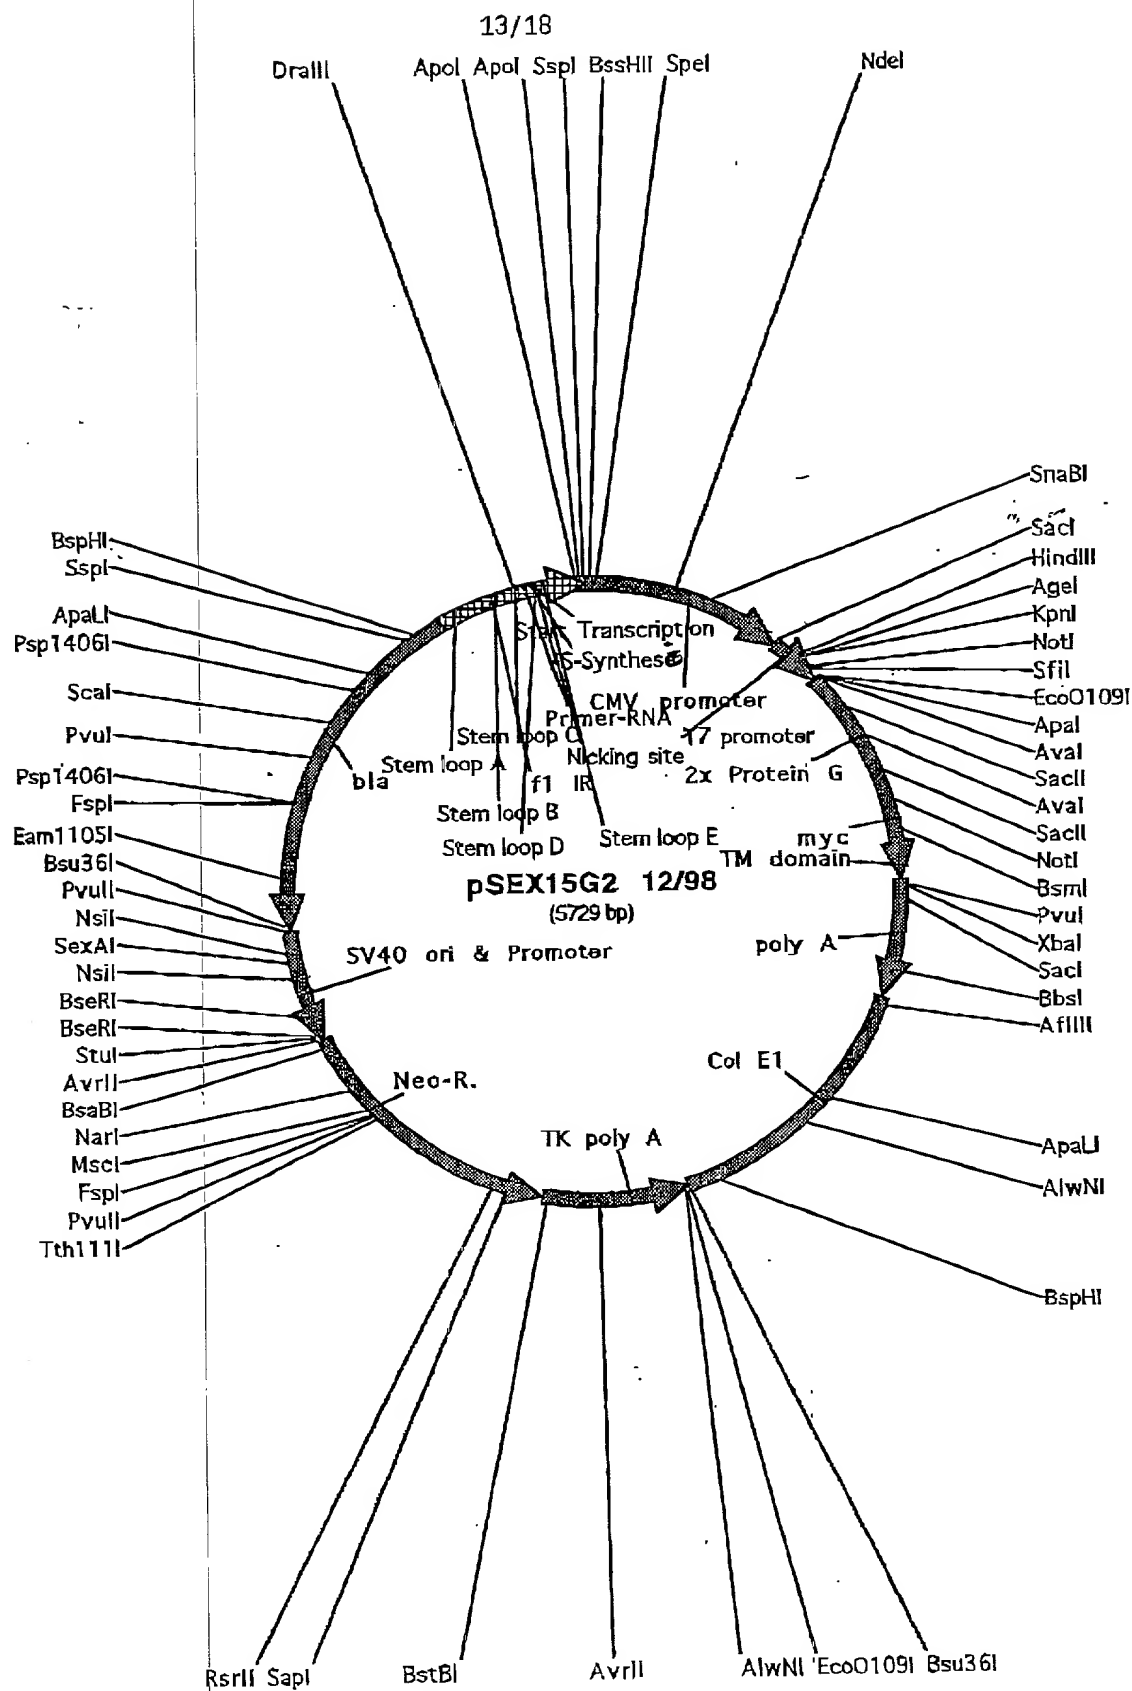 13/18
DraIII ApoI ApoI SspI BssHII SpeI NdeI
SnaBI
SacI
HindIII
AgeI
KpnI
NotI
SfiI
EcoO109I
ApaI
AvaI
SacII
AvaI
SacII
NotI
BsmI
PvuI
XbaI
SacI
BbsI
AflIII
ApaLI
AlwNI
BspHI
BspHI
SspI
ApaLI
Psp1406I
ScaI
PvuI
Psp1406I
FspI
Eam1105I
Bsu36I
PvuII
NsiI
SexAI
NsiI
BseRI
BseRI
StuI
AvrII
BsaBI
NarI
MscI
FspI
PvuII
Tth111I
Start Transcription
-S-Synthese
CMV promoter
Primer-RNA
T7 promoter
Stem loop C
Nicking site
Stem loop A
bla
f1 IR
2x Protein G
Stem loop B
Stem loop D
Stem loop E
myc
TM domain
pSEX15G2 12/98
(5729 bp)
poly A
SV40 ori & Promoter
Col E1
Neo-R.
TK poly A
RsrII SapI BstBI AvrII AlwNI EcoO109I Bsu36I